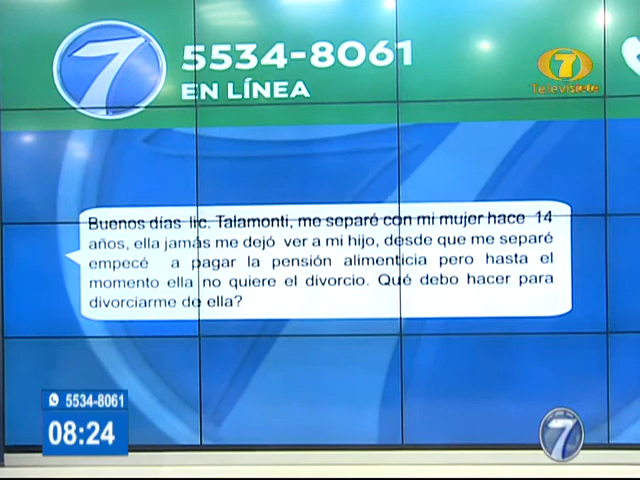 7
5534-8061
EN LÍNEA
7
Televisiete
Buenos días lic. Talamonti, me separé con mi mujer hace 14
años, ella jamás me dejó ver a mi hijo, desde que me separé
empecé a pagar la pensión alimenticia pero hasta el
momento ella no quiere el divorcio. Qué debo hacer para
divorciarme de ella?
5534-8061
08:24
7